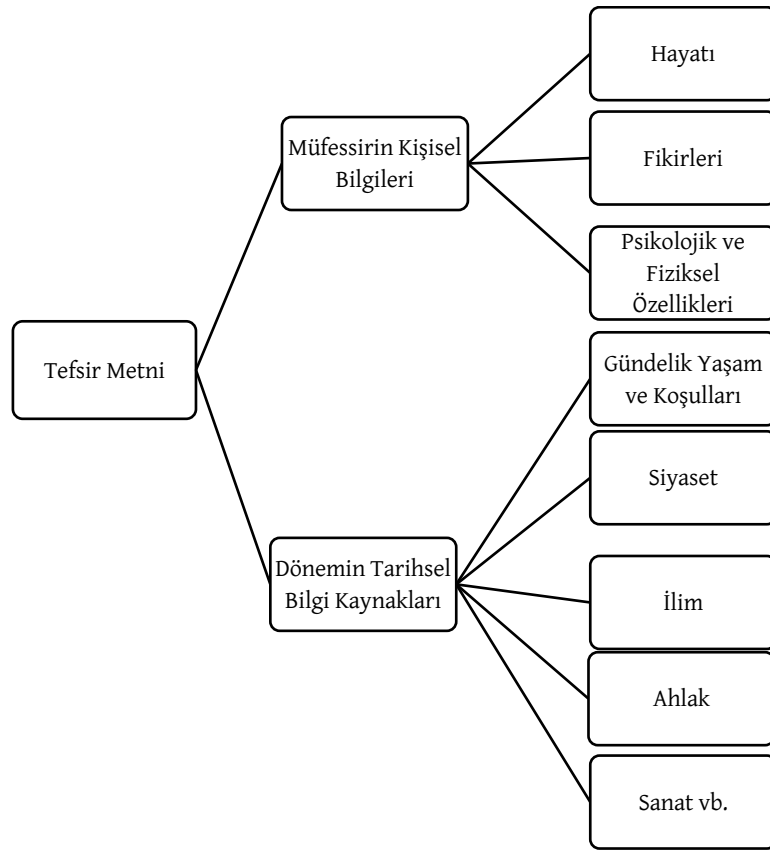 Tefsir Metni
Müfessirin Kişisel
Bilgileri
Hayatı
Fikirleri
Psikolojik ve
Fiziksel
Özellikleri
Dönemin Tarihsel
Bilgi Kaynakları
Gündelik Yaşam
ve Koşulları
Siyaset
İlim
Ahlak
Sanat vb.